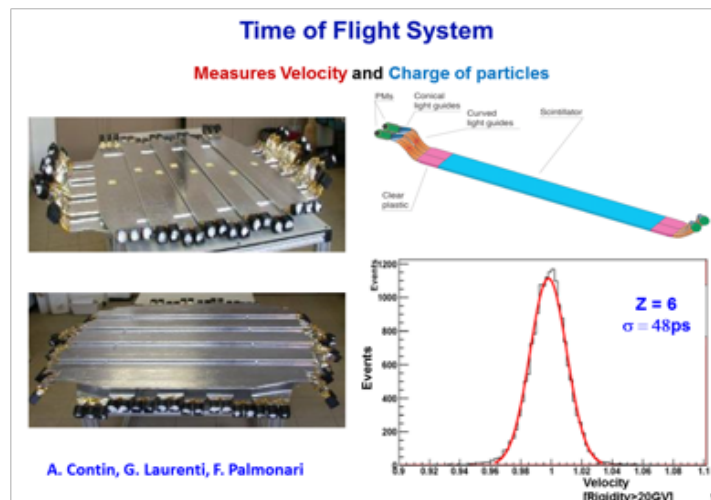 Time of Flight System
Measures Velocity and Charge of particles
PMs
Conical
light guides
Curved
light guides
Scintillator
Clear
plastic
Events
1200
1000
800
600
400
200
0
Z = 6
σ = 48ps
0.9 0.92 0.94 0.96 0.98 1 1.02 1.04 1.06 1.08 1.1
Velocity
[Rigidity>20GV]
A. Contin, G. Laurenti, F. Palmonari